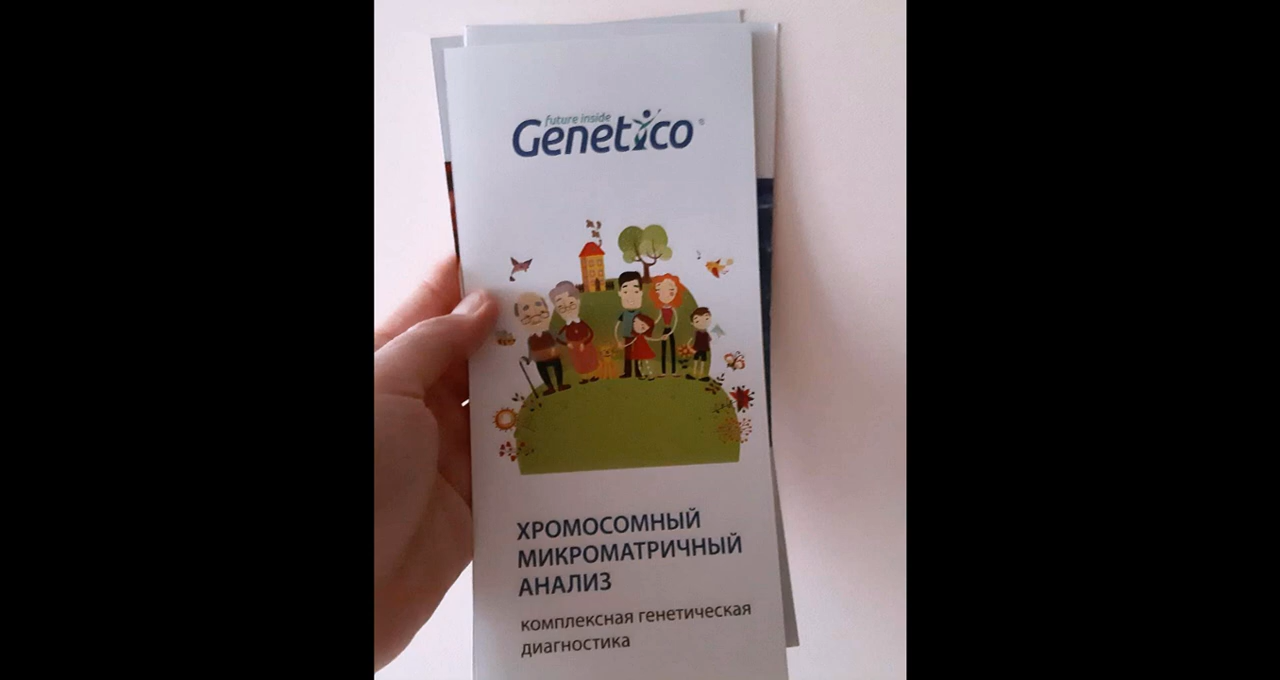 future inside
Genetico®
ХРОМОСОМНЫЙ
МИКРОМАТРИЧНЫЙ
АНАЛИЗ
комплексная генетическая
диагностика